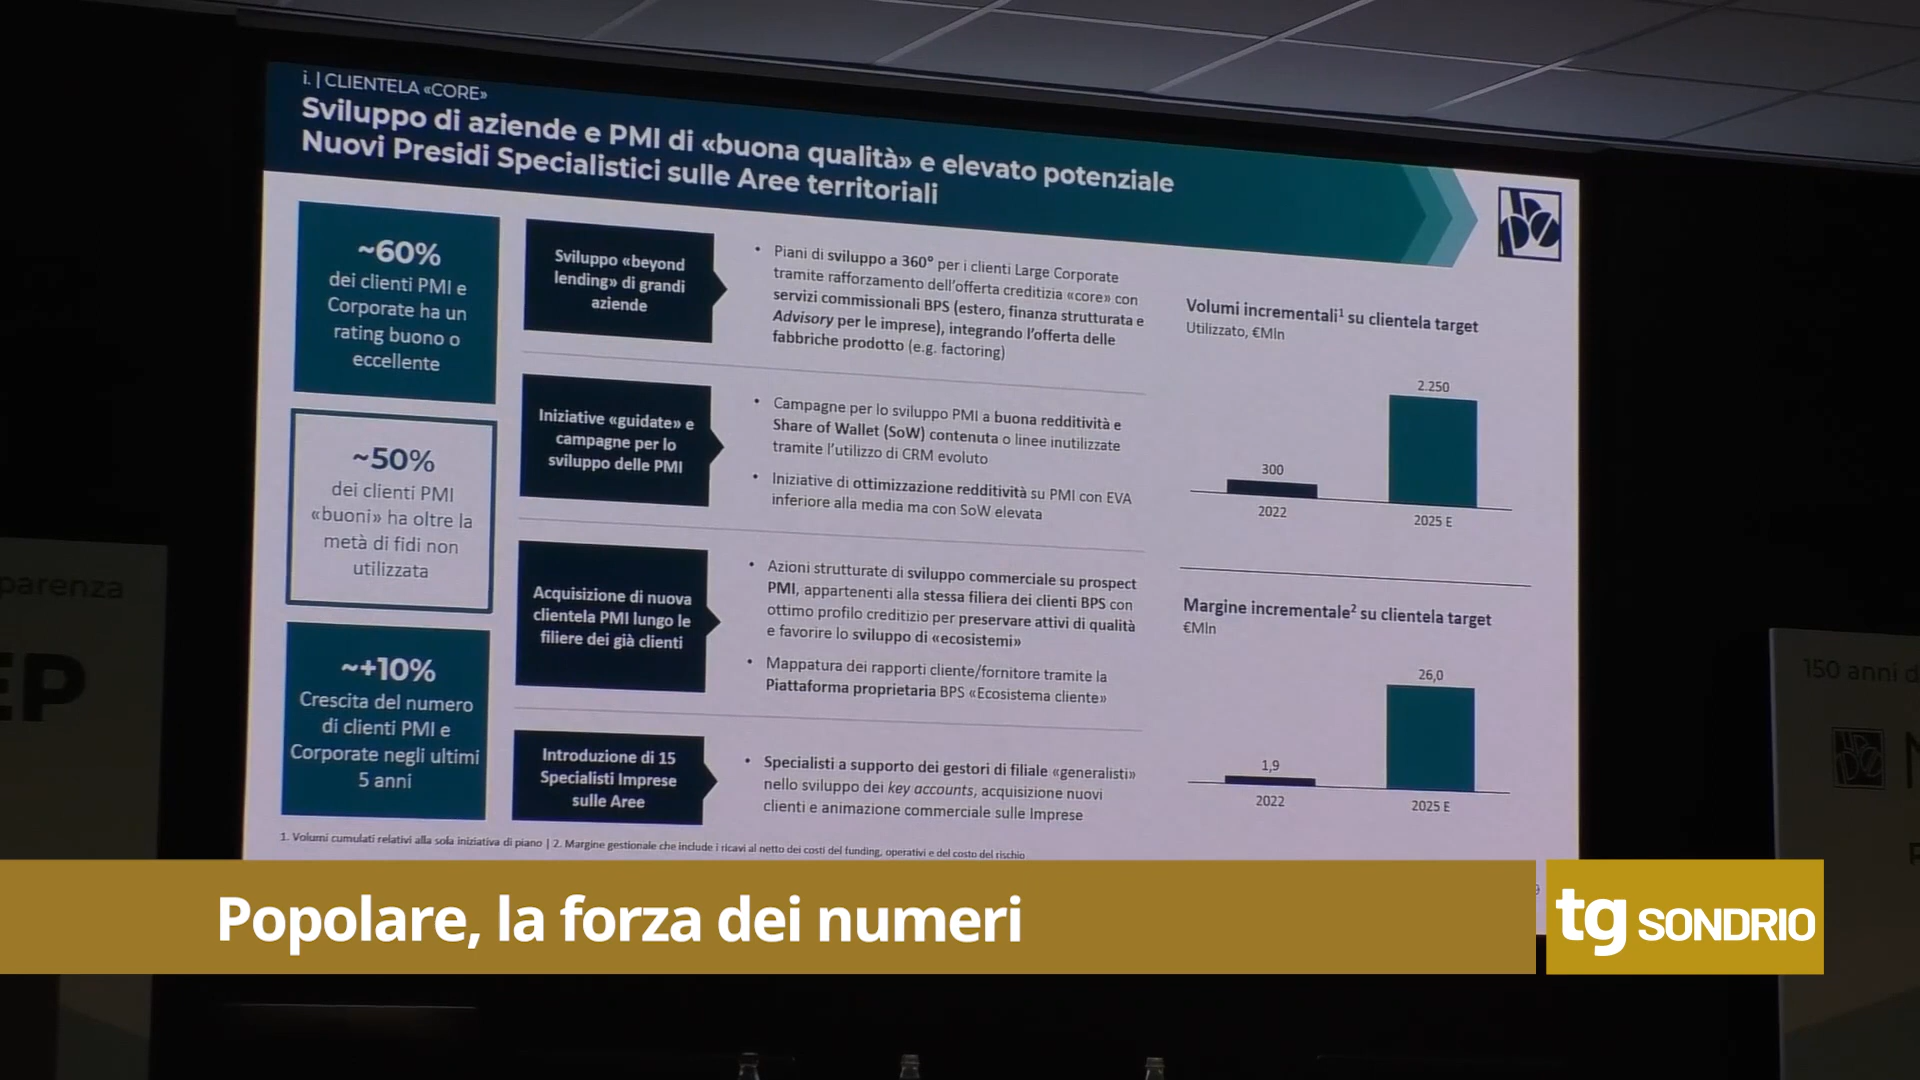 i. | CLIENTELA «CORE»
Sviluppo di aziende e PMI di «buona qualità» e elevato potenziale
Nuovi Presidi Specialistici sulle Aree territoriali
~60%
dei clienti PMI e
Corporate ha un
rating buono o
eccellente
~50%
dei clienti PMI
«buoni» ha oltre la
metà di fidi non
utilizzata
~+10%
Crescita del numero
di clienti PMI e
Corporate negli ultimi
5 anni
Sviluppo «beyond
lending» di grandi
aziende
• Piani di sviluppo a 360° per i clienti Large Corporate
tramite rafforzamento dell'offerta creditizia «core» con
servizi commissionali BPS (estero, finanza strutturata e
Advisory per le imprese), integrando l'offerta delle
fabbriche prodotto (e.g. factoring)
Iniziative «guidate» e
campagne per lo
sviluppo delle PMI
• Campagne per lo sviluppo PMI a buona redditività e
Share of Wallet (SoW) contenuta o linee inutilizzate
tramite l'utilizzo di CRM evoluto
• Iniziative di ottimizzazione redditività su PMI con EVA
inferiore alla media ma con SoW elevata
Acquisizione di nuova
clientela PMI lungo le
filiere dei già clienti
• Azioni strutturate di sviluppo commerciale su prospect
PMI, appartenenti alla stessa filiera dei clienti BPS con
ottimo profilo creditizio per preservare attivi di qualità
e favorire lo sviluppo di «ecosistemi»
• Mappatura dei rapporti cliente/fornitore tramite la
Piattaforma proprietaria BPS «Ecosistema cliente»
Introduzione di 15
Specialisti Imprese
sulle Aree
• Specialisti a supporto dei gestori di filiale «generalisti»
nello sviluppo dei key accounts, acquisizione nuovi
clienti e animazione commerciale sulle Imprese
Volumi incrementali¹ su clientela target
Utilizzato, €Mln
300
2.250
2022
2025 E
Margine incrementale² su clientela target
€Mln
1,9
26,0
2022
2025 E
1. Volumi cumulati relativi alla sola iniziativa di piano | 2. Margine gestionale che include i ricavi al netto dei costi del funding, operativi e del costo del rischio
parenza
EP
150 anni d
Popolare, la forza dei numeri
tg SONDRIO